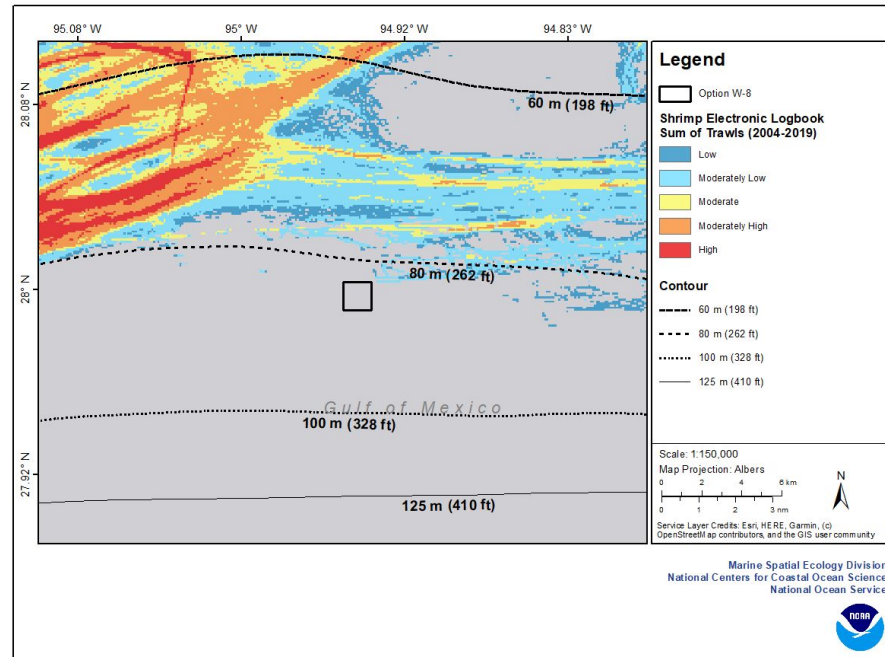 95.08° W
95° W
94.92° W
94.83° W
28.08° N
28° N
27.92° N
60 m (198 ft)
80 m (262 ft)
Gulf of Mexico
100 m (328 ft)
125 m (410 ft)
Legend
Option W-8
Shrimp Electronic Logbook
Sum of Trawls (2004-2019)
Low
Moderately Low
Moderate
Moderately High
High
Contour
60 m (198 ft)
80 m (262 ft)
100 m (328 ft)
125 m (410 ft)
Scale: 1:150,000
Map Projection: Albers
0 2 4 6 km
0 1 2 3 nm
N
Service Layer Credits: Esri, HERE, Garmin, (c)
OpenStreetMap contributors, and the GIS user community
Marine Spatial Ecology Division
National Centers for Coastal Ocean Science
National Ocean Service
NOAA